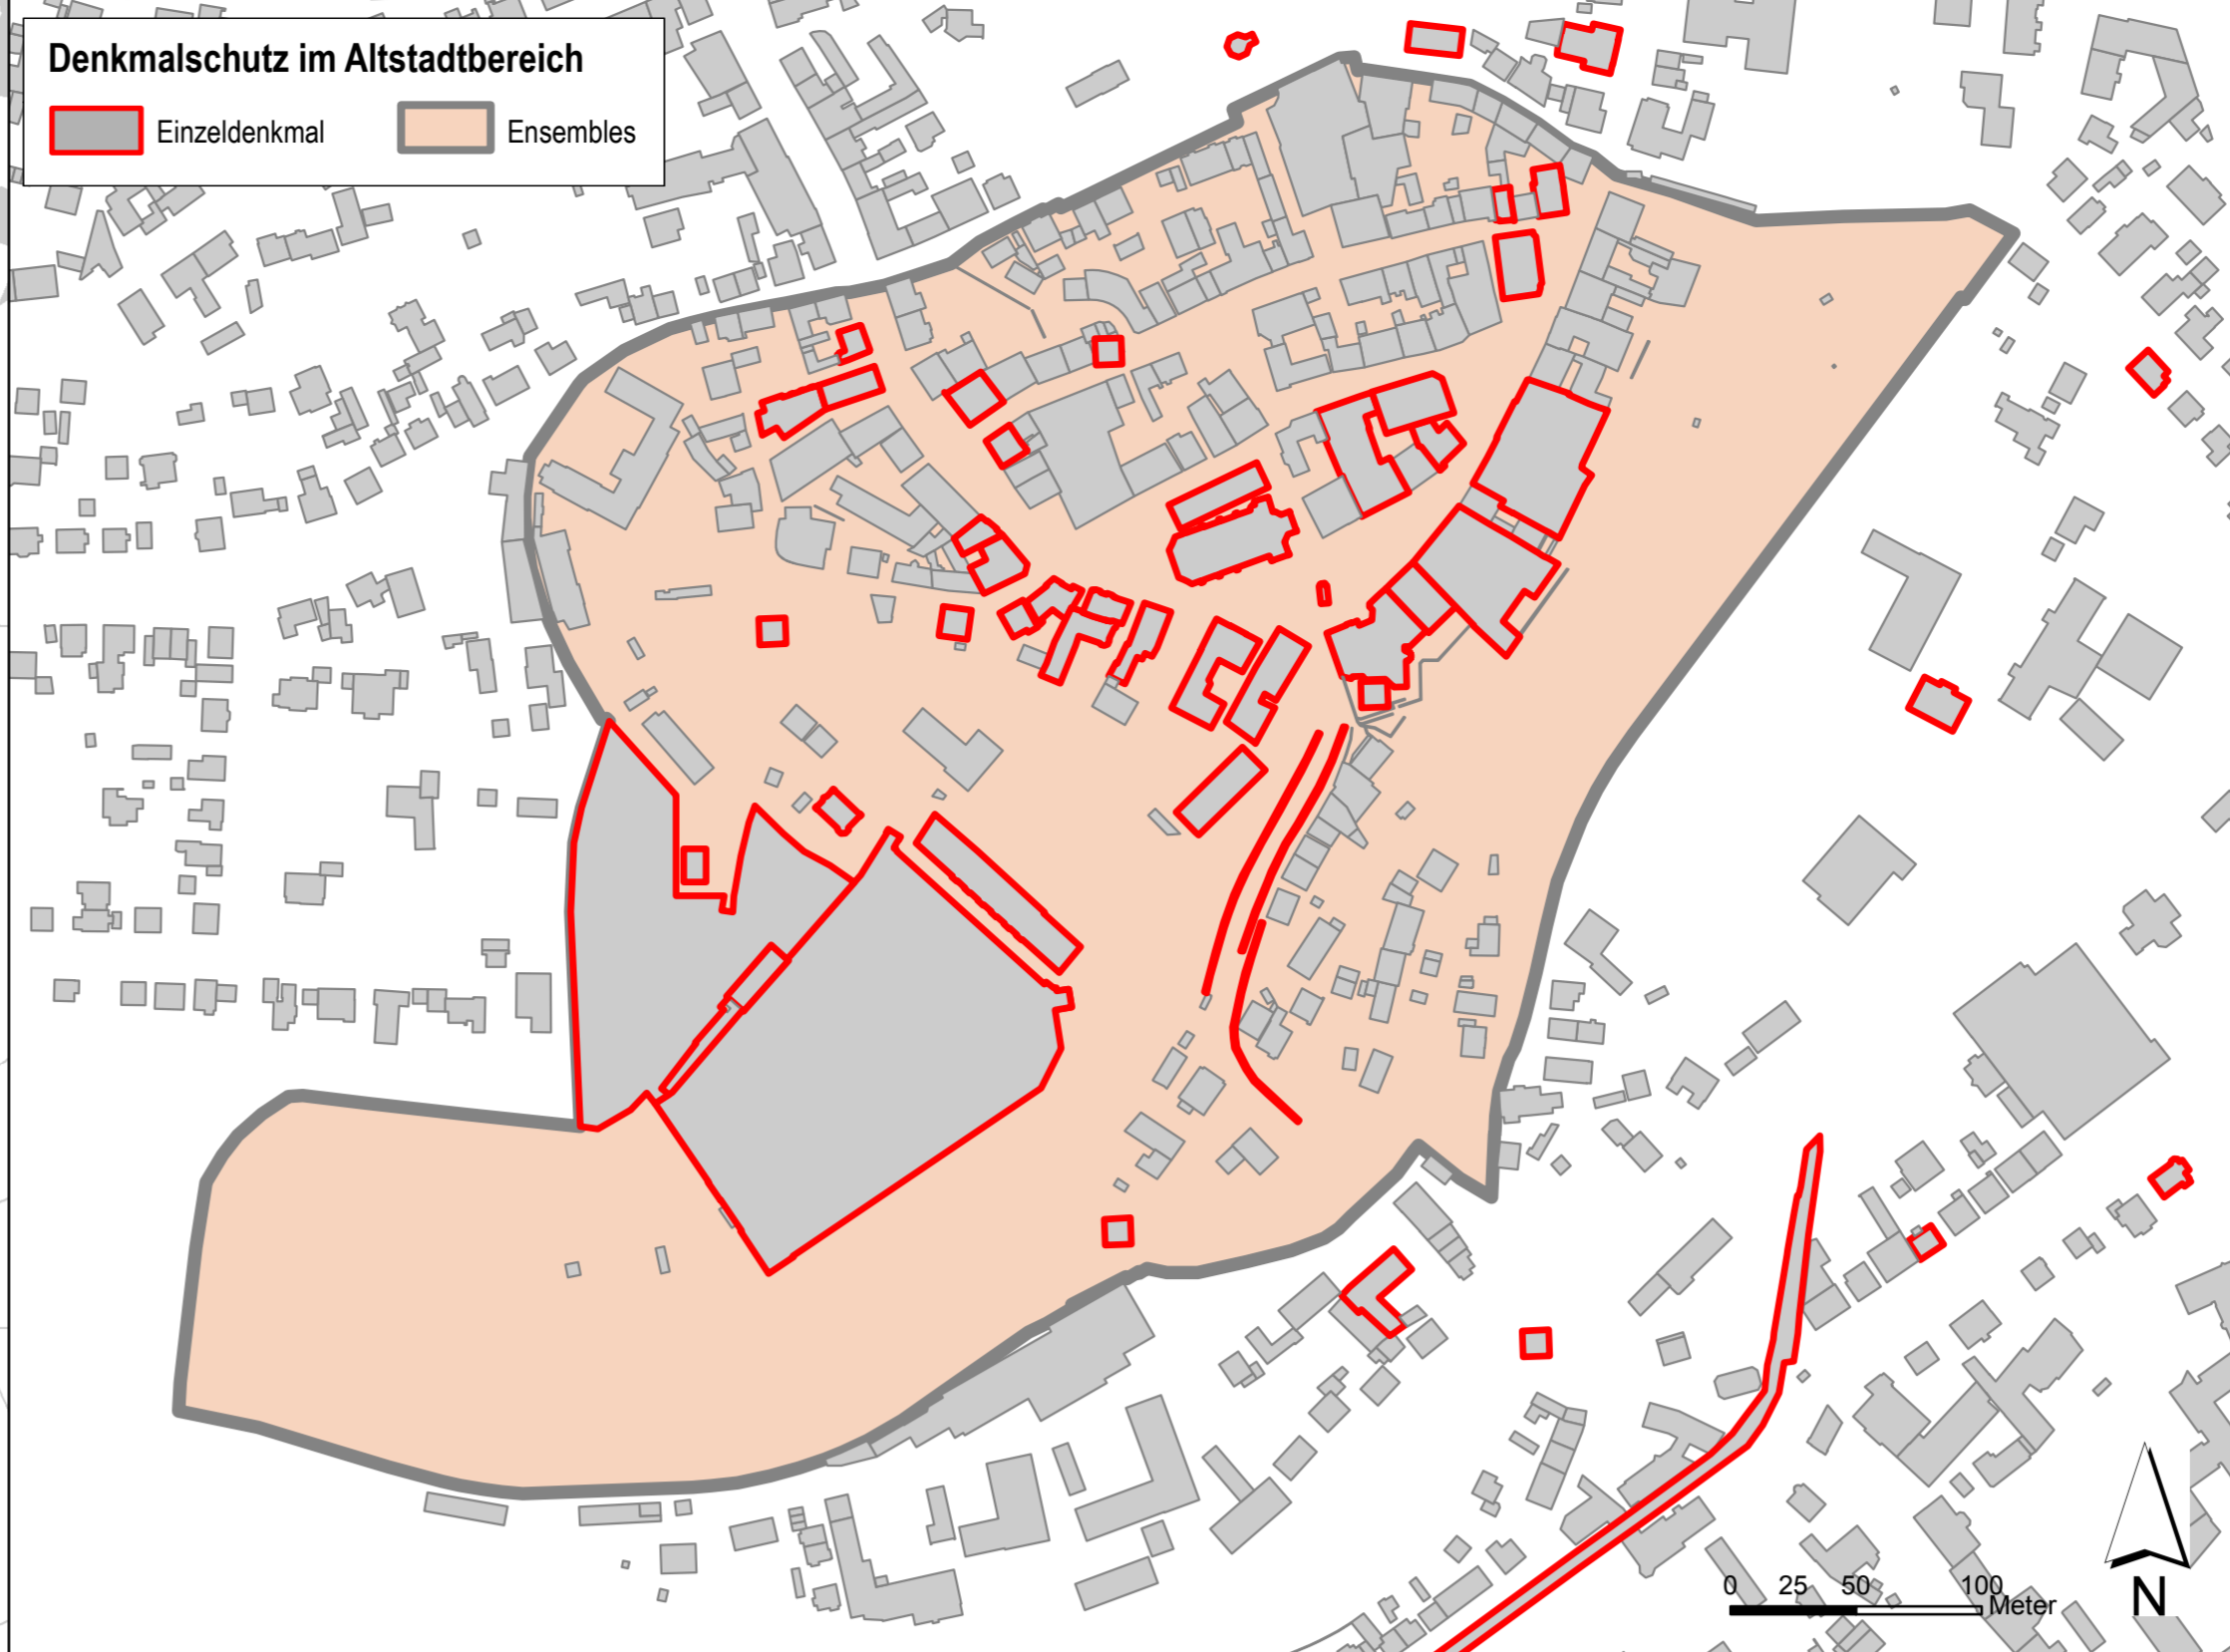 Denkmalschutz im Altstadtbereich
Einzeldenkmal
Ensembles
0 25 50 100
Meter
N